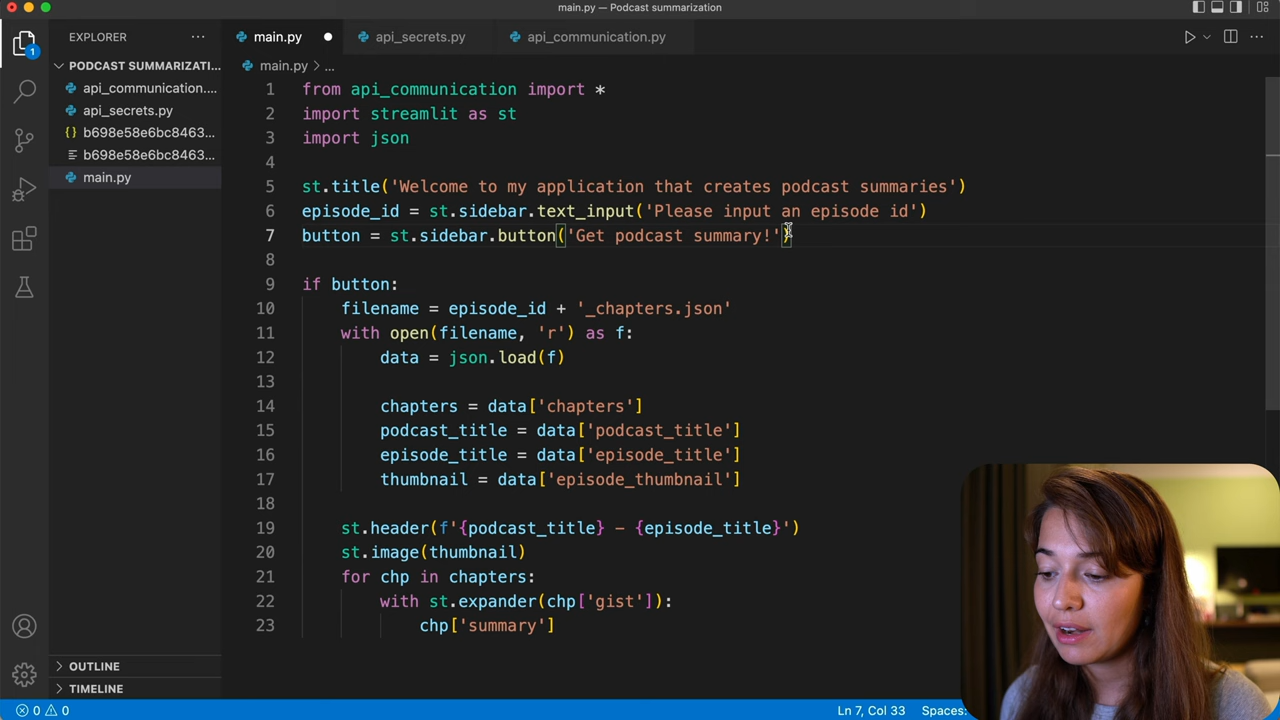 main.py — Podcast summarization
EXPLORER
main.py
api_secrets.py
api_communication.py
PODCAST SUMMARIZATI...
main.py > ...
api_communication....
api_secrets.py
{} b698e58e6bc8463...
b698e58e6bc8463...
main.py
1
1 from api_communication import *
2 import streamlit as st
3 import json
4
5 st.title('Welcome to my application that creates podcast summaries')
6 episode_id = st.sidebar.text_input('Please input an episode id')
7 button = st.sidebar.button('Get podcast summary!')
8
9 if button:
10 filename = episode_id + '_chapters.json'
11 with open(filename, 'r') as f:
12 data = json.load(f)
13
14 chapters = data['chapters']
15 podcast_title = data['podcast_title']
16 episode_title = data['episode_title']
17 thumbnail = data['episode_thumbnail']
18
19 st.header(f'{podcast_title} - {episode_title}')
20 st.image(thumbnail)
21 for chp in chapters:
22 with st.expander(chp['gist']):
23 chp['summary']
OUTLINE
TIMELINE
0 0
Ln 7, Col 33
Spaces: